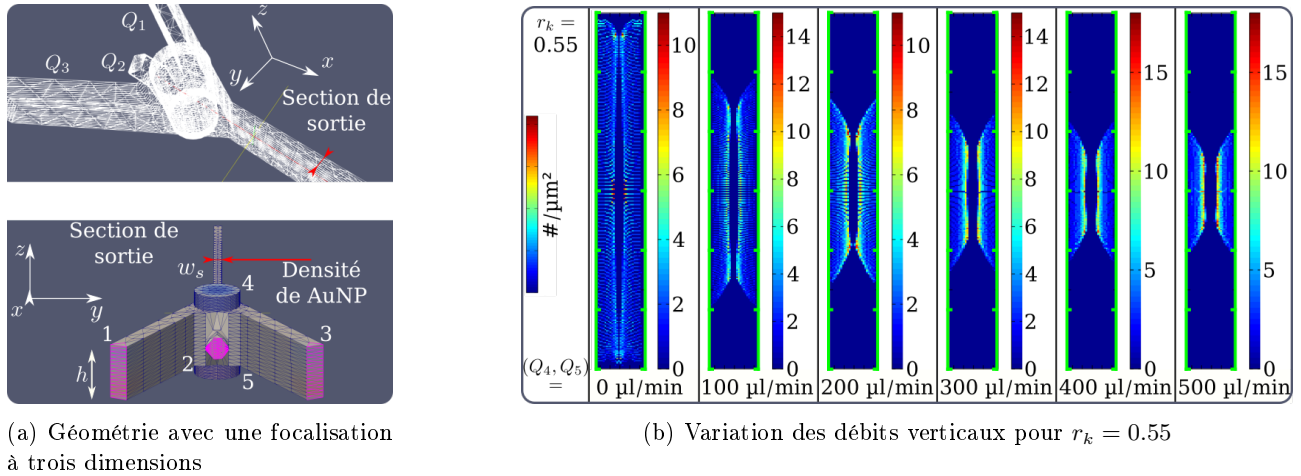 Q₁
z
Q₃
Q₂
x
y
Section de
sortie
Section de
sortie
z
wₛ
Densité
de AuNP
4
x
y
1
3
2
h
5
(a) Géométrie avec une focalisation
à trois dimensions
rₖ =
0.55
#/µm²
(Q₄, Q₅)
=
10
8
6
4
2
0
0 µl/min
14
12
10
8
6
4
2
0
100 µl/min
10
8
6
4
2
0
200 µl/min
14
12
10
8
6
4
2
0
300 µl/min
15
10
5
0
400 µl/min
15
10
5
0
500 µl/min
(b) Variation des débits verticaux pour rₖ = 0.55